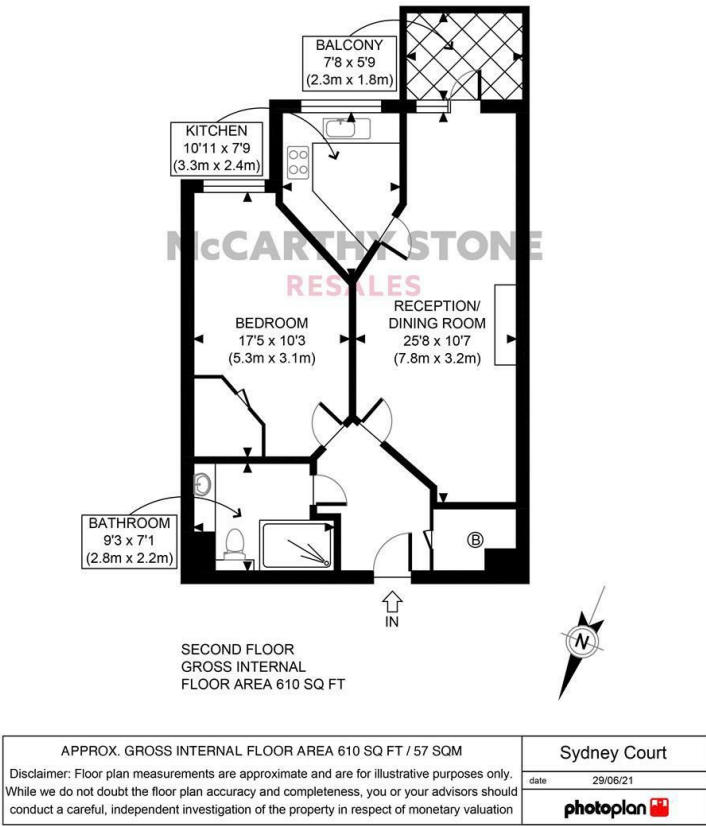 BALCONY
7'8 x 5'9
(2.3m x 1.8m)
KITCHEN
10'11 x 7'9
(3.3m x 2.4m)
McCARTHY STONE
RESALES
RECEPTION/
DINING ROOM
25'8 x 10'7
(7.8m x 3.2m)
BEDROOM
17'5 x 10'3
(5.3m x 3.1m)
BATHROOM
9'3 x 7'1
(2.8m x 2.2m)
B
IN
N
SECOND FLOOR
GROSS INTERNAL
FLOOR AREA 610 SQ FT
APPROX. GROSS INTERNAL FLOOR AREA 610 SQ FT / 57 SQM
Disclaimer: Floor plan measurements are approximate and are for illustrative purposes only.
While we do not doubt the floor plan accuracy and completeness, you or your advisors should
conduct a careful, independent investigation of the property in respect of monetary valuation
Sydney Court
date 29/06/21
photoplan